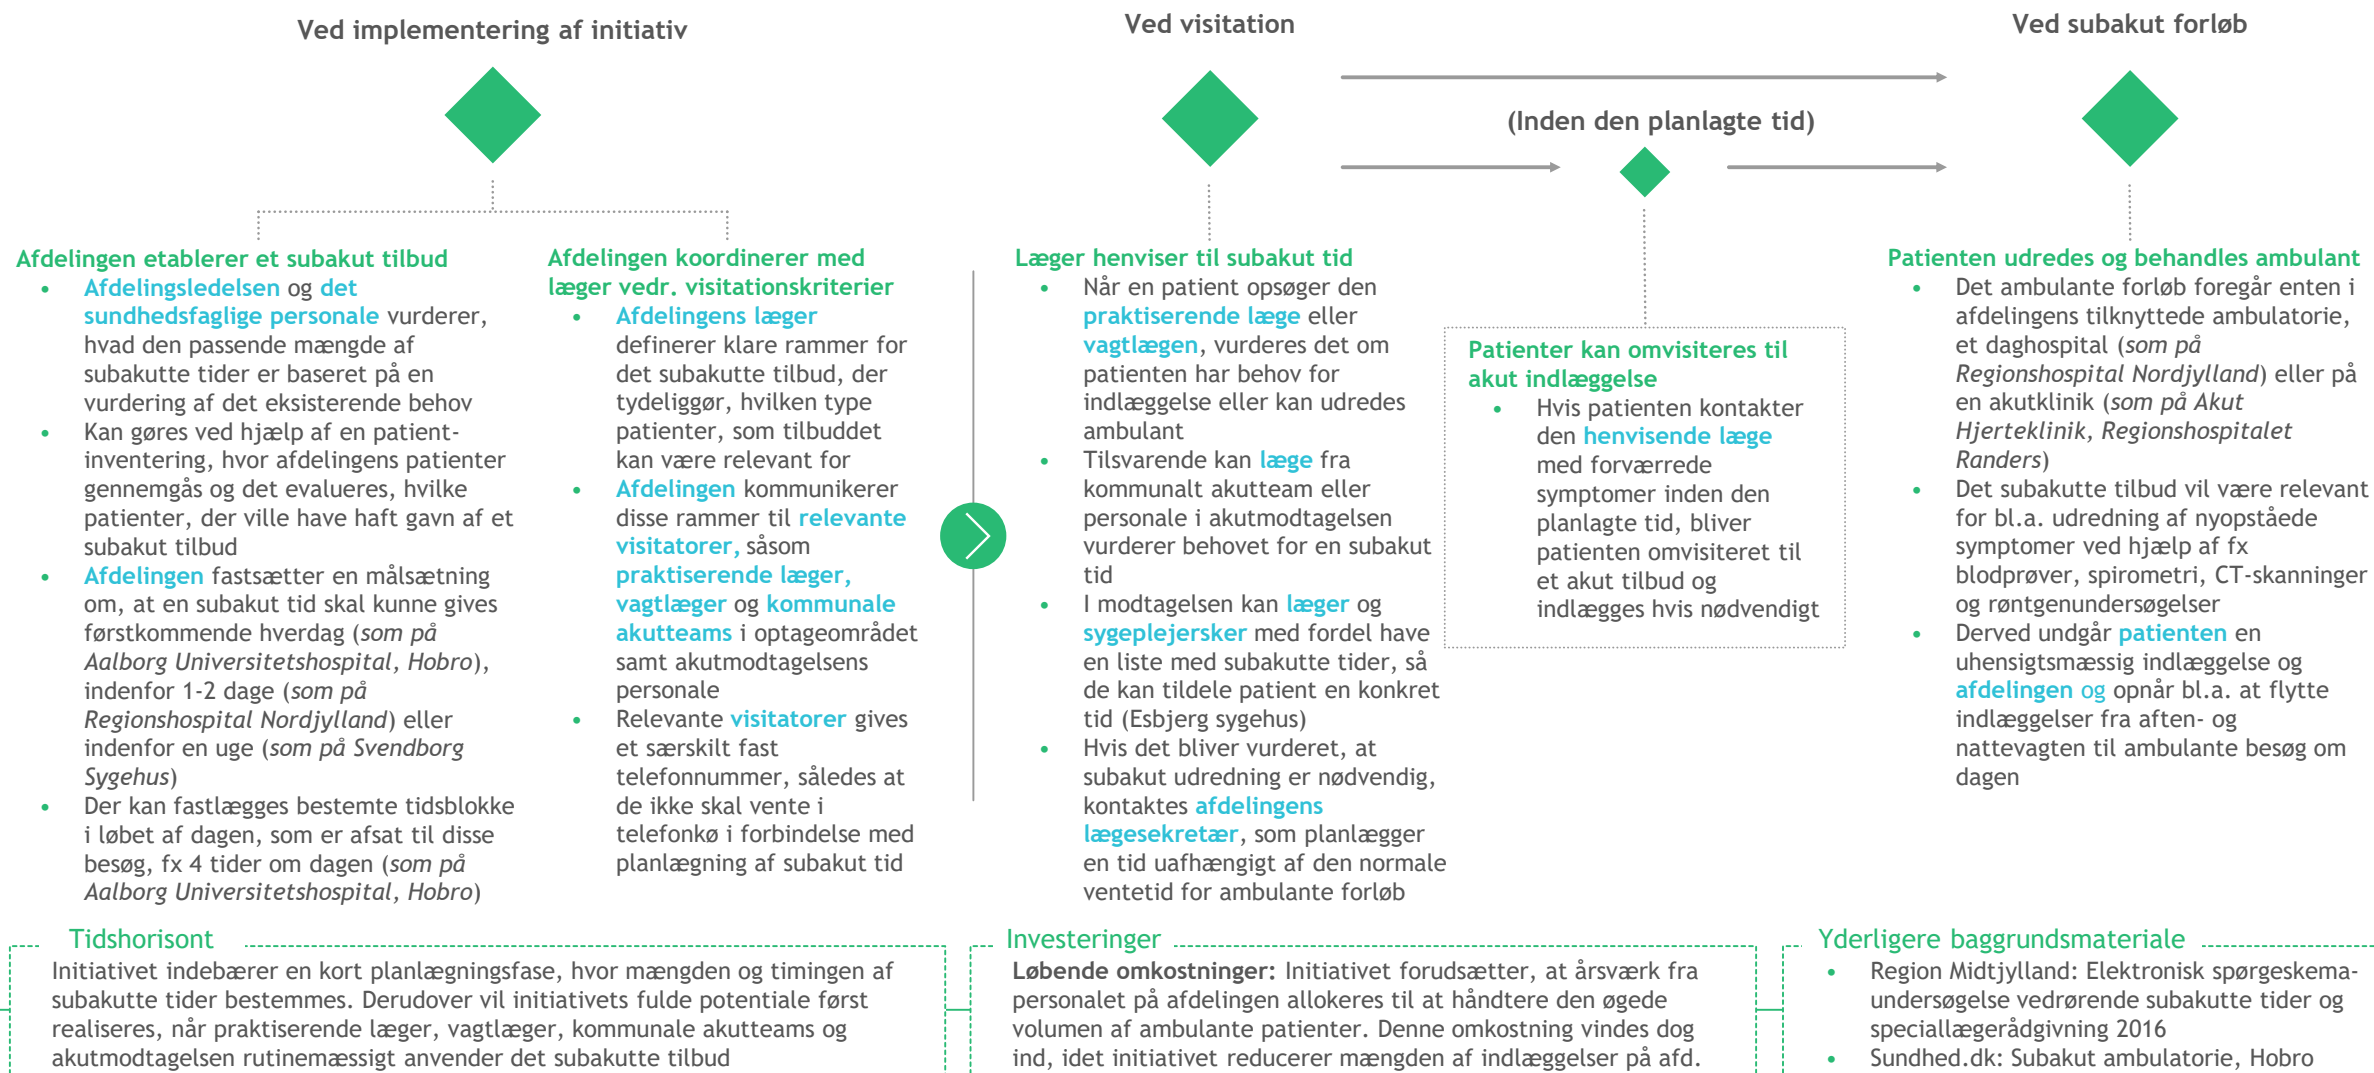 Ved implementering af initiativ
Ved visitation
(Inden den planlagte tid)
Ved subakut forløb
Afdelingen etablerer et subakut tilbud
• Afdelingsledelsen og det
sundhedsfaglige personale vurderer,
hvad den passende mængde af
subakutte tider er baseret på en
vurdering af det eksisterende behov
• Kan gøres ved hjælp af en patient-
inventering, hvor afdelingens patienter
gennemgås og det evalueres, hvilke
patienter, der ville have haft gavn af et
subakut tilbud
• Afdelingen fastsætter en målsætning
om, at en subakut tid skal kunne gives
førstkommende hverdag (som på
Aalborg Universitetshospital, Hobro),
indenfor 1-2 dage (som på
Regionshospital Nordjylland) eller
indenfor en uge (som på Svendborg
Sygehus)
• Der kan fastlægges bestemte tidsblokke
i løbet af dagen, som er afsat til disse
besøg, fx 4 tider om dagen (som på
Aalborg Universitetshospital, Hobro)
Afdelingen koordinerer med
læger vedr. visitationskriterier
• Afdelingens læger
definerer klare rammer for
det subakutte tilbud, der
tydeliggør, hvilken type
patienter, som tilbuddet
kan være relevant for
• Afdelingen kommunikerer
disse rammer til relevante
visitatorer, såsom
praktiserende læger,
vagtlæger og kommunale
akutteams i optageområdet
samt akutmodtagelsens
personale
• Relevante visitatorer gives
et særskilt fast
telefonnummer, således at
de ikke skal vente i
telefonkø i forbindelse med
planlægning af subakut tid
Læger henviser til subakut tid
• Når en patient opsøger den
praktiserende læge eller
vagtlægen, vurderes det om
patienten har behov for
indlæggelse eller kan udredes
ambulant
• Tilsvarende kan læge fra
kommunalt akutteam eller
personale i akutmodtagelsen
vurderer behovet for en subakut
tid
• I modtagelsen kan læger og
sygeplejersker med fordel have
en liste med subakutte tider, så
de kan tildele patient en konkret
tid (Esbjerg sygehus)
• Hvis det bliver vurderet, at
subakut udredning er nødvendig,
kontaktes afdelingens
lægesekretær, som planlægger
en tid uafhængigt af den normale
ventetid for ambulante forløb
Patienter kan omvisiteres til
akut indlæggelse
• Hvis patienten kontakter
den henvisende læge
med forværrede
symptomer inden den
planlagte tid, bliver
patienten omvisiteret til
et akut tilbud og
indlægges hvis nødvendigt
Patienten udredes og behandles ambulant
• Det ambulante forløb foregår enten i
afdelingens tilknyttede ambulatorie,
et daghospital (som på
Regionshospital Nordjylland) eller på
en akutklinik (som på Akut
Hjerteklinik, Regionshospitalet
Randers)
• Det subakutte tilbud vil være relevant
for bl.a. udredning af nyopståede
symptomer ved hjælp af fx
blodprøver, spirometri, CT-skanninger
og røntgenundersøgelser
• Derved undgår patienten en
uhensigtsmæssig indlæggelse og
afdelingen og opnår bl.a. at flytte
indlæggelser fra aften- og
nattevagten til ambulante besøg om
dagen
Tidshorisont
Initiativet indebærer en kort planlægningsfase, hvor mængden og timingen af
subakutte tider bestemmes. Derudover vil initiativets fulde potentiale først
realiseres, når praktiserende læger, vagtlæger, kommunale akutteams og
akutmodtagelsen rutinemæssigt anvender det subakutte tilbud
Investeringer
Løbende omkostninger: Initiativet forudsætter, at årsværk fra
personalet på afdelingen allokeres til at håndtere den øgede
volumen af ambulante patienter. Denne omkostning vindes dog
ind, idet initiativet reducerer mængden af indlæggelser på afd.
Yderligere baggrundsmateriale
• Region Midtjylland: Elektronisk spørgeskema-
undersøgelse vedrørende subakutte tider og
speciallægerådgivning 2016
• Sundhed.dk: Subakut ambulatorie, Hobro